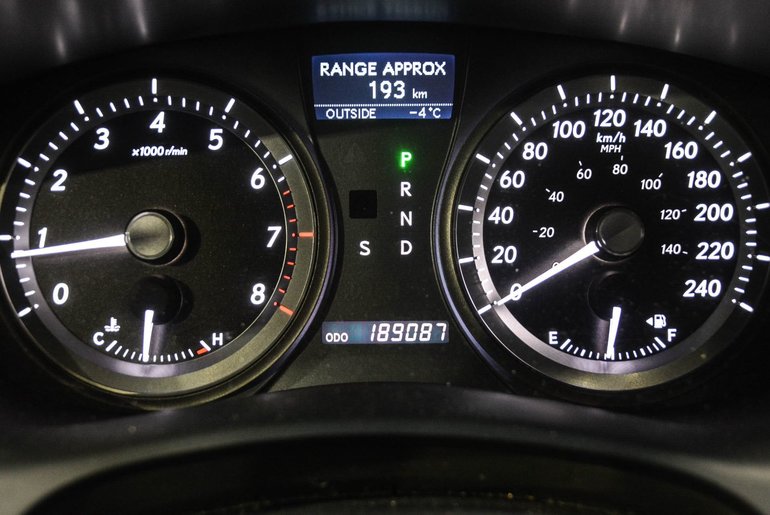 RANGE APPROX
193 km
OUTSIDE -4°C
0
1
2
3
4
5
6
7
8
x1000 r/min
C H
P
R
N
S D
ODO 189087
0
20
40
60
80
100
120
140
160
180
200
220
240
km/h
MPH
20
40
60
80
100
120
140
E F